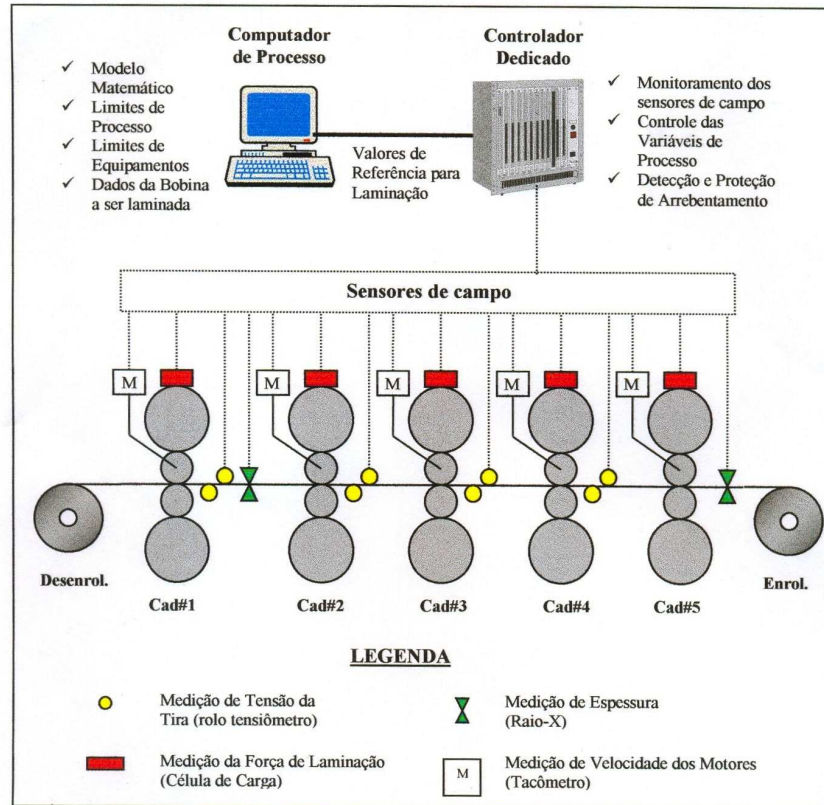 Computador
de Processo
Controlador
Dedicado
✓ Modelo
Matemático
✓ Limites de
Processo
✓ Limites de
Equipamentos
✓ Dados da Bobina
a ser laminada
Valores de
Referência para
Laminação
✓ Monitoramento dos
sensores de campo
✓ Controle das
Variáveis de
Processo
✓ Detecção e Proteção
de Arrebentamento
Sensores de campo
M
M
M
M
M
Desenrol.
Enrol.
Cad#1
Cad#2
Cad#3
Cad#4
Cad#5
LEGENDA
Medição de Tensão da
Tira (rolo tensiômetro)
Medição de Espessura
(Raio-X)
Medição da Força de Laminação
(Célula de Carga)
M
Medição de Velocidade dos Motores
(Tacômetro)